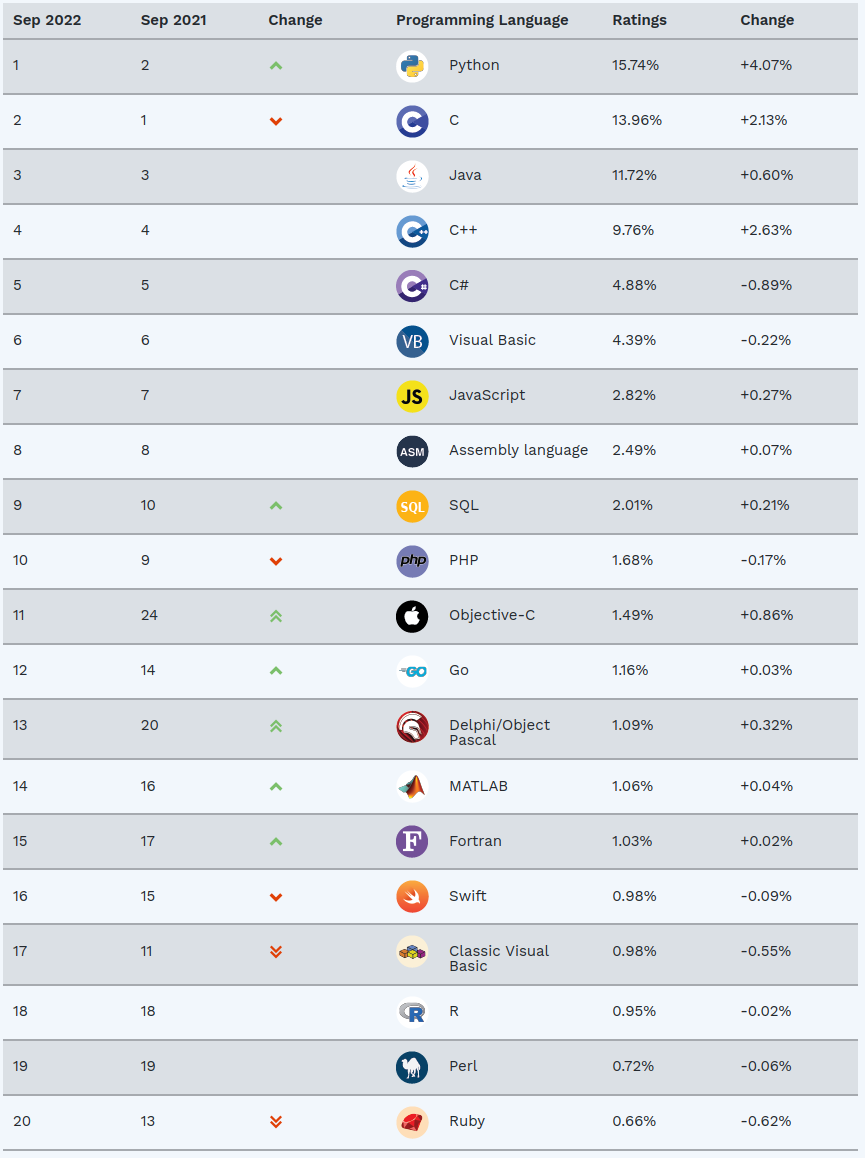 Sep 2022 Sep 2021 Change Programming Language Ratings Change
1 2 Python 15.74% +4.07%
2 1 C 13.96% +2.13%
3 3 Java 11.72% +0.60%
4 4 C++ 9.76% +2.63%
5 5 C# 4.88% -0.89%
6 6 VB Visual Basic 4.39% -0.22%
7 7 JS JavaScript 2.82% +0.27%
8 8 ASM Assembly language 2.49% +0.07%
9 10 SQL SQL 2.01% +0.21%
10 9 php PHP 1.68% -0.17%
11 24 Objective-C 1.49% +0.86%
12 14 GO Go 1.16% +0.03%
13 20 Delphi/Object 1.09% +0.32%
Pascal
14 16 MATLAB 1.06% +0.04%
15 17 F Fortran 1.03% +0.02%
16 15 Swift 0.98% -0.09%
17 11 Classic Visual 0.98% -0.55%
Basic
18 18 R R 0.95% -0.02%
19 19 Perl 0.72% -0.06%
20 13 Ruby 0.66% -0.62%